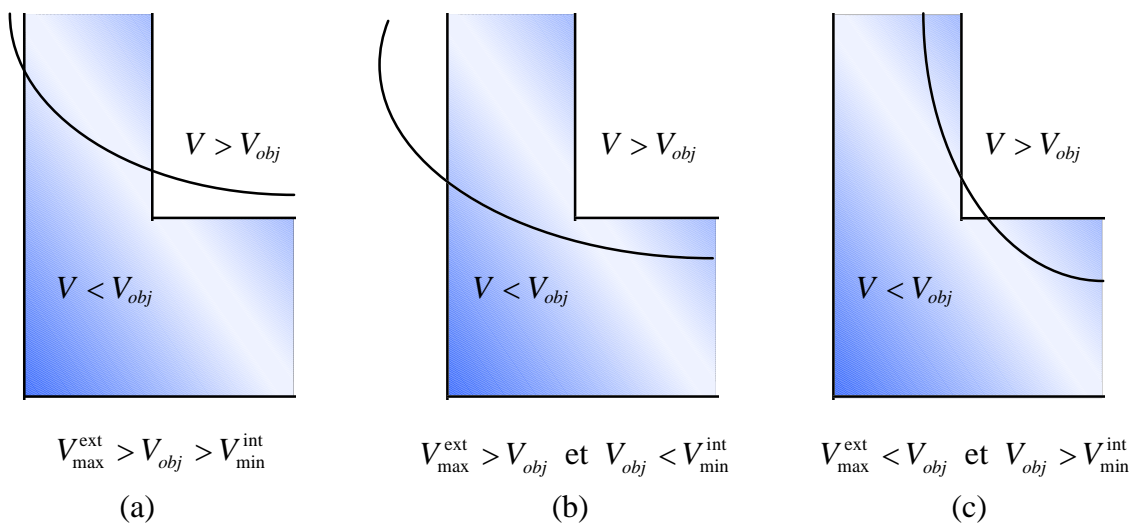 V > V_obj
V < V_obj
V_max^ext > V_obj > V_min^int
(a)
V > V_obj
V < V_obj
V_max^ext > V_obj et V_obj < V_min^int
(b)
V > V_obj
V < V_obj
V_max^ext < V_obj et V_obj > V_min^int
(c)